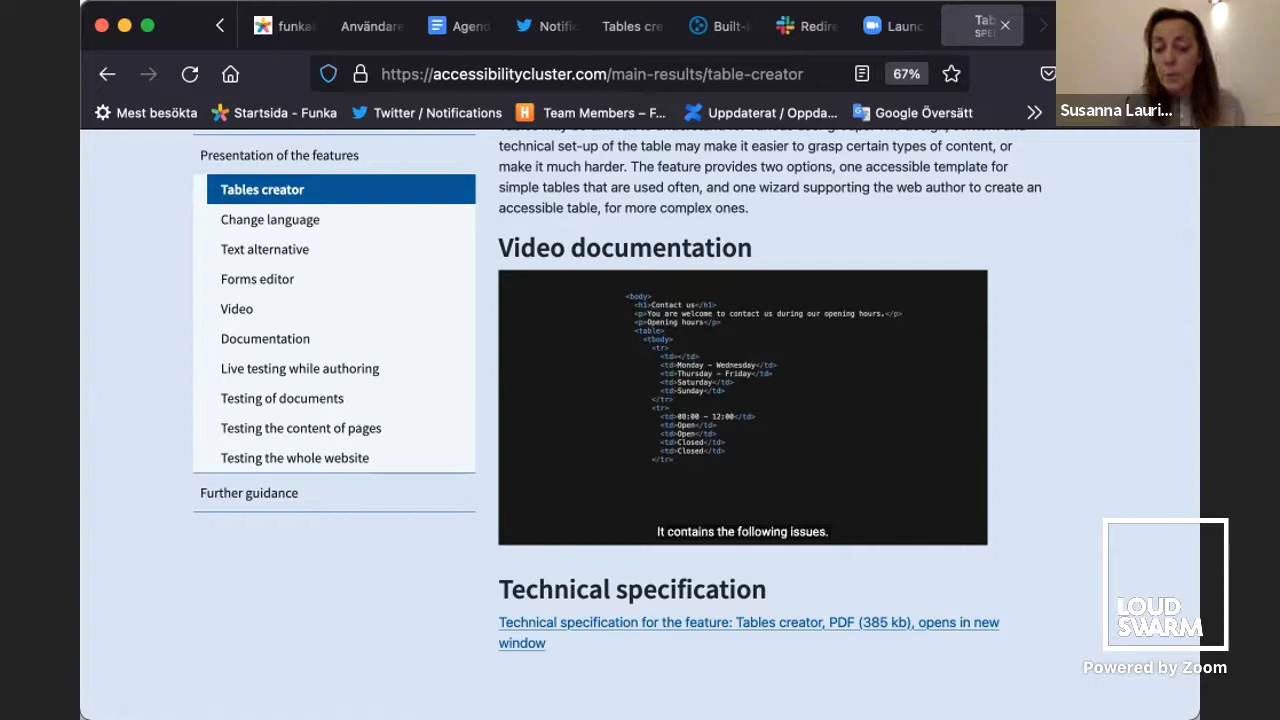 funka
Användare
Agend
Notific
Tables cre
Built-
Redire
Launc
Tab
SPE
https://accessibilitycluster.com/main-results/table-creator
67%
Mest besökta
Startsida - Funka
Twitter / Notifications
Team Members – F...
Uppdaterat / Oppda...
Google Översätt
Susanna Lauri...
technical set-up of the table may make it easier to grasp certain types of content, or
make it much harder. The feature provides two options, one accessible template for
simple tables that are used often, and one wizard supporting the web author to create an
accessible table, for more complex ones.
Presentation of the features
Tables creator
Change language
Text alternative
Forms editor
Video
Documentation
Live testing while authoring
Testing of documents
Testing the content of pages
Testing the whole website
Further guidance
Video documentation
<body>
<h1>Contact us</h1>
<p>You are welcome to contact us during our opening hours.</p>
<p>Opening hours</p>
<table>
<tbody>
<tr>
<td></td>
<td>Monday – Wednesday</td>
<td>Thursday – Friday</td>
<td>Saturday</td>
<td>Sunday</td>
</tr>
<tr>
<td>08:00 – 12:00</td>
<td>Open</td>
<td>Open</td>
<td>Closed</td>
<td>Closed</td>
</tr>
It contains the following issues.
Technical specification
Technical specification for the feature: Tables creator, PDF (385 kb), opens in new
window
LOUD
SWARM
Powered by Zoom